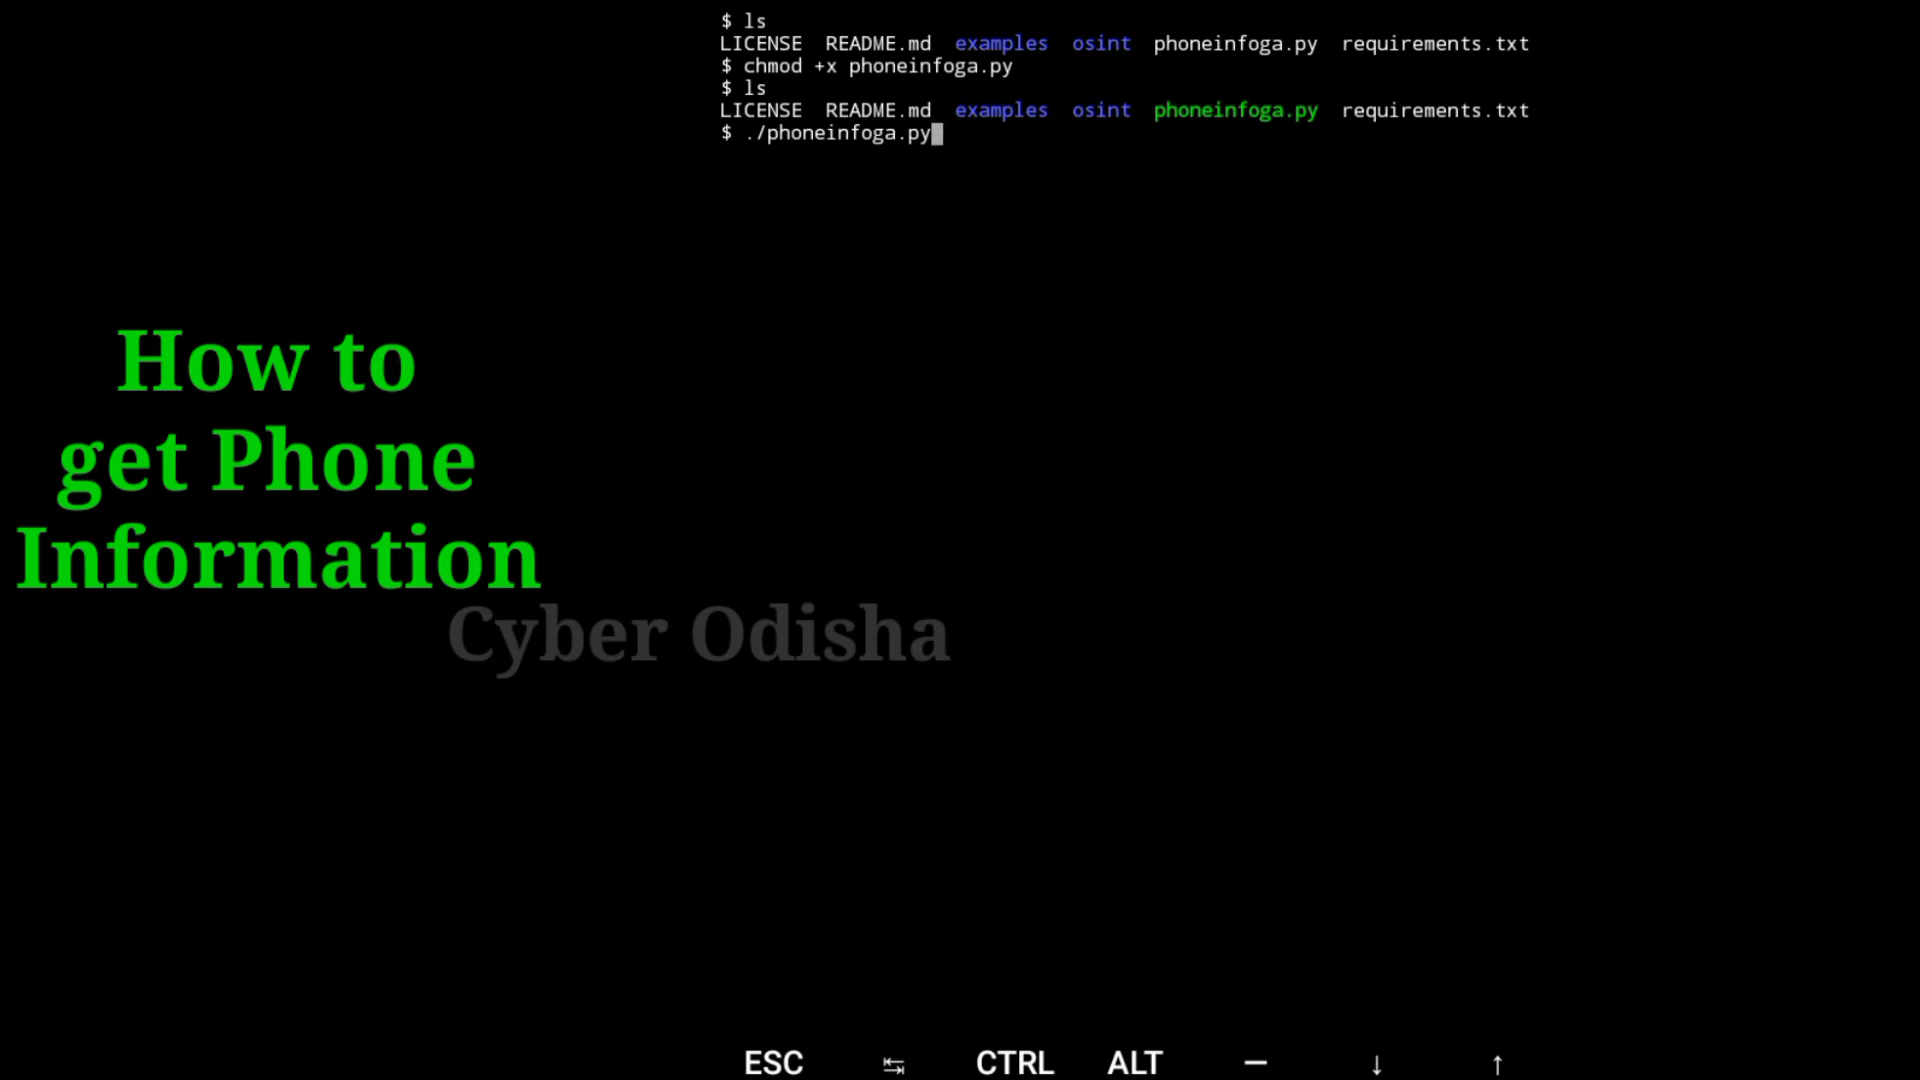 $ ls
LICENSE README.md examples osint phoneinfoga.py requirements.txt
$ chmod +x phoneinfoga.py
$ ls
LICENSE README.md examples osint phoneinfoga.py requirements.txt
$ ./phoneinfoga.py
How to
get Phone
Information
Cyber Odisha
ESC ↹ CTRL ALT — ↓ ↑